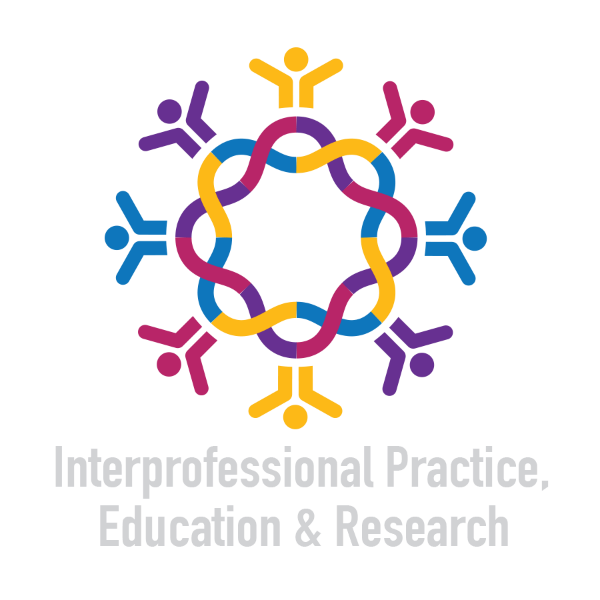 Interprofessional Practice,
Education & Research